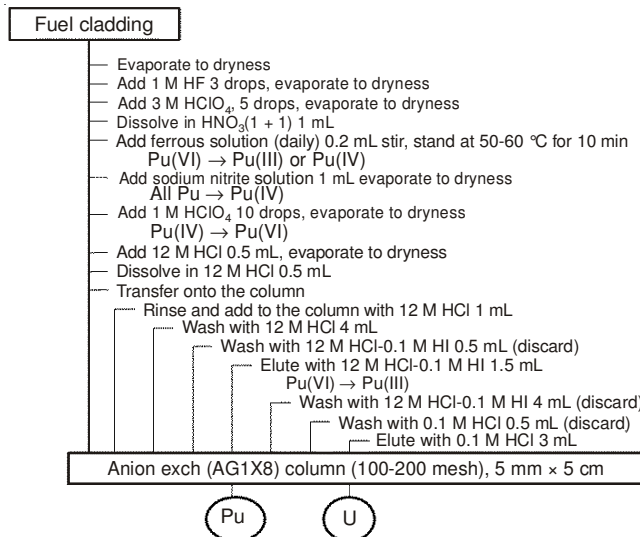 Fuel cladding
Evaporate to dryness
Add 1 M HF 3 drops, evaporate to dryness
Add 3 M HClO₄, 5 drops, evaporate to dryness
Dissolve in HNO₃(1 + 1) 1 mL
Add ferrous solution (daily) 0.2 mL stir, stand at 50-60 °C for 10 min
Pu(VI) → Pu(III) or Pu(IV)
Add sodium nitrite solution 1 mL evaporate to dryness
All Pu → Pu(IV)
Add 1 M HClO₄ 10 drops, evaporate to dryness
Pu(IV) → Pu(VI)
Add 12 M HCl 0.5 mL, evaporate to dryness
Dissolve in 12 M HCl 0.5 mL
Transfer onto the column
Rinse and add to the column with 12 M HCl 1 mL
Wash with 12 M HCl 4 mL
Wash with 12 M HCl-0.1 M HI 0.5 mL (discard)
Elute with 12 M HCl-0.1 M HI 1.5 mL
Pu(VI) → Pu(III)
Wash with 12 M HCl-0.1 M HI 4 mL (discard)
Wash with 0.1 M HCl 0.5 mL (discard)
Elute with 0.1 M HCl 3 mL
Anion exch (AG1X8) column (100-200 mesh), 5 mm × 5 cm
Pu U